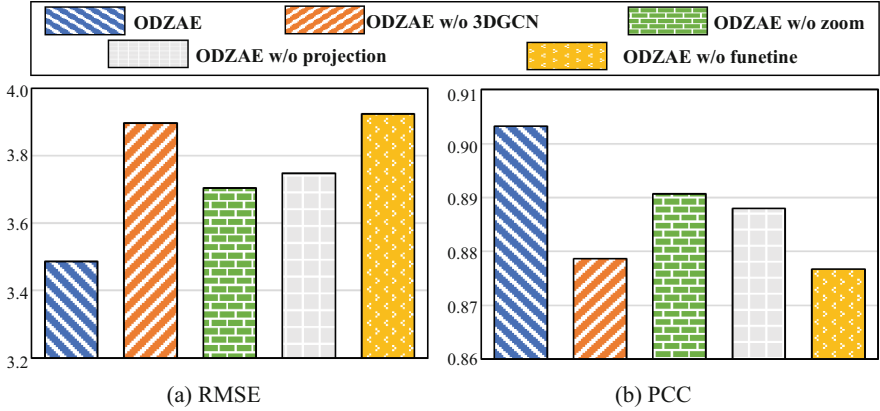 ODZAE ODZAE w/o 3DGCN ODZAE w/o zoom
ODZAE w/o projection ODZAE w/o funetine
4.0
3.8
3.6
3.4
3.2
(a) RMSE
0.91
0.90
0.89
0.88
0.87
0.86
(b) PCC